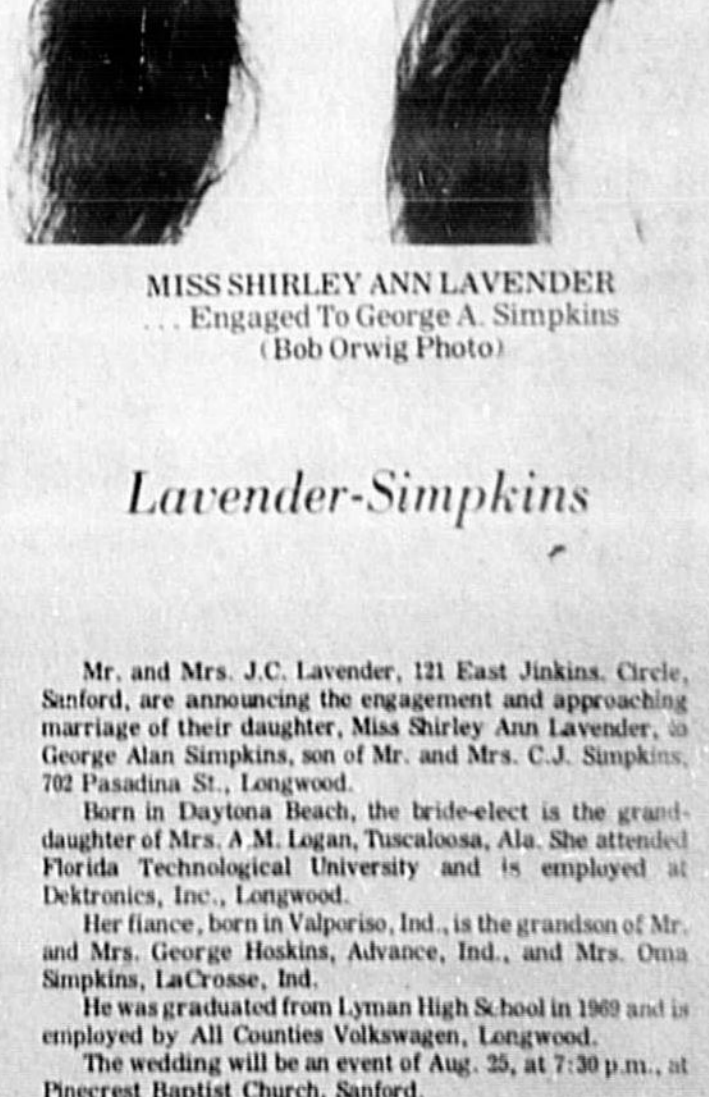 MISS SHIRLEY ANN LAVENDER
... Engaged To George A. Simpkins
(Bob Orwig Photo)
Lavender-Simpkins
Mr. and Mrs. J.C. Lavender, 121 East Jinkins. Circle,
Sanford, are announcing the engagement and approaching
marriage of their daughter, Miss Shirley Ann Lavender, to
George Alan Simpkins, son of Mr. and Mrs. C.J. Simpkins,
702 Pasadina St., Longwood.
Born in Daytona Beach, the bride-elect is the grand-
daughter of Mrs. A.M. Logan, Tuscaloosa, Ala. She attended
Florida Technological University and is employed at
Dektronics, Inc., Longwood.
Her fiance, born in Valporiso, Ind., is the grandson of Mr.
and Mrs. George Hoskins, Advance, Ind., and Mrs. Oma
Simpkins, LaCrosse, Ind.
He was graduated from Lyman High School in 1969 and is
employed by All Counties Volkswagen, Longwood.
The wedding will be an event of Aug. 25, at 7:30 p.m., at
Pinecrest Baptist Church, Sanford.